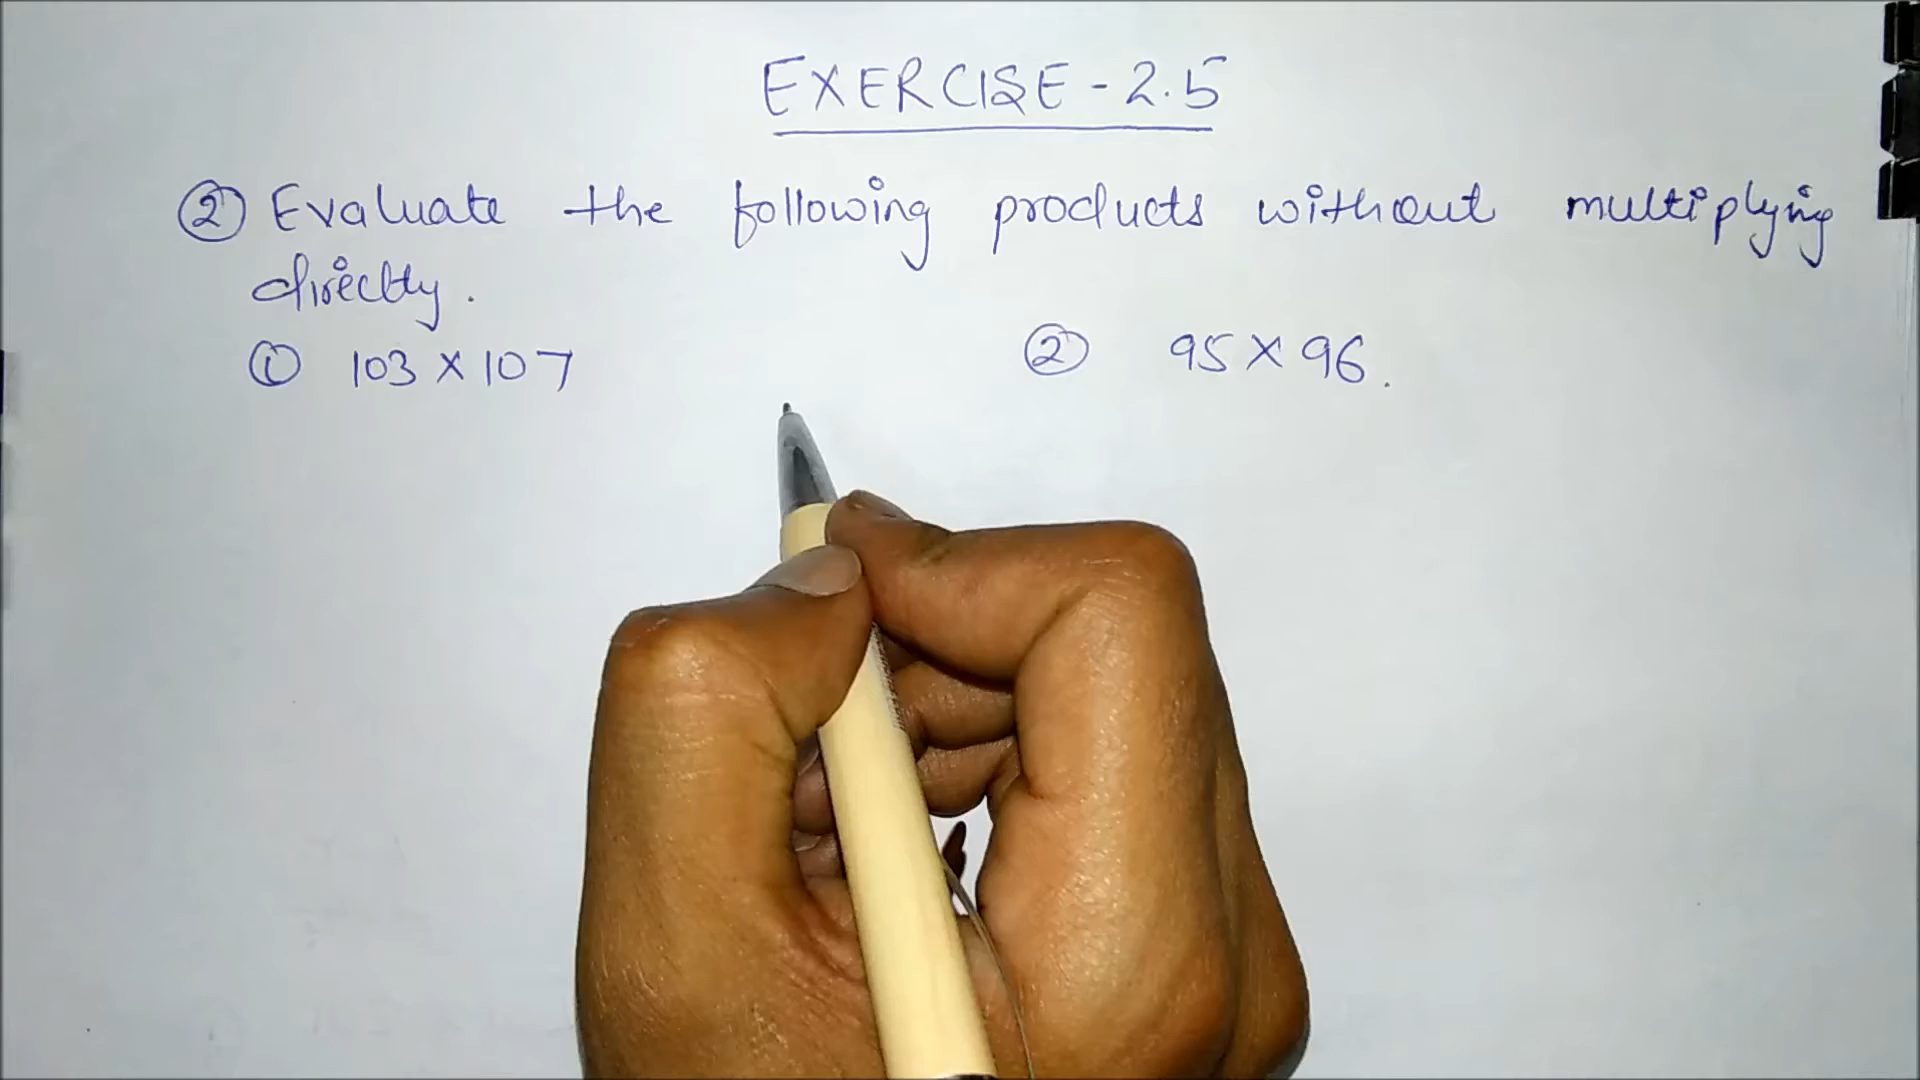 EXERCISE - 2.5
② Evaluate the following products without multiplying
directly.
① 103 × 107 ② 95 × 96.